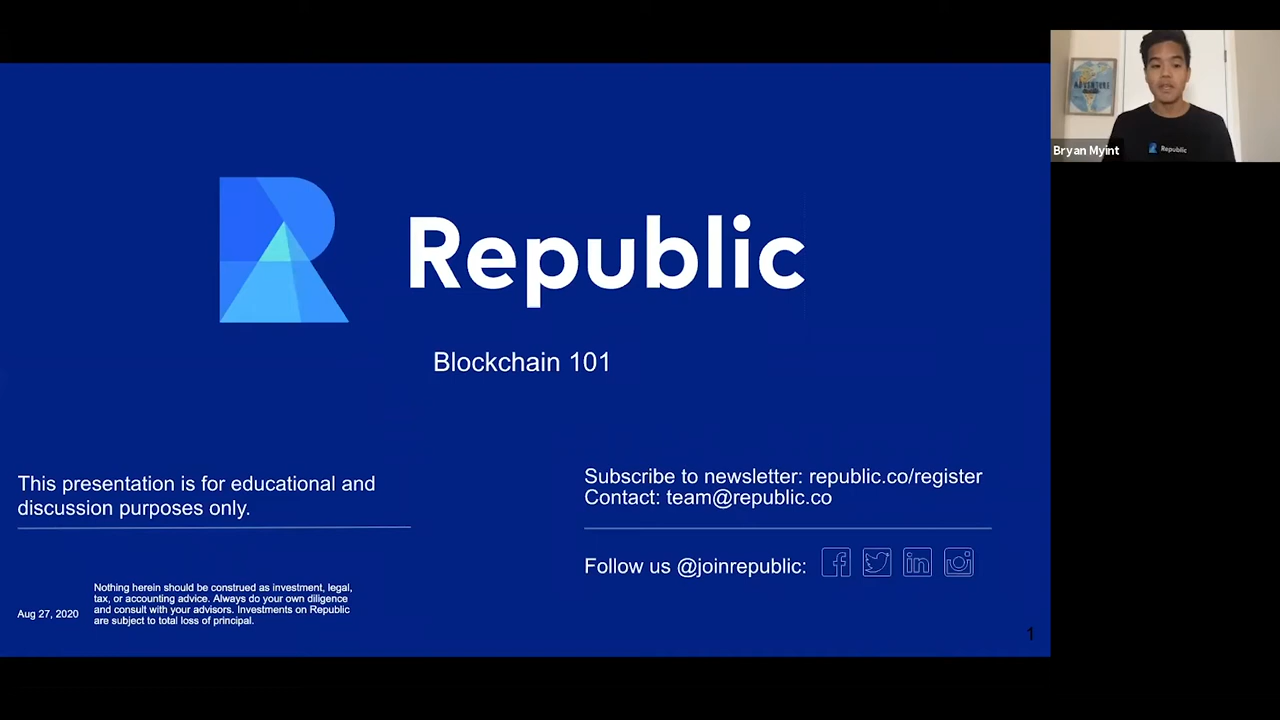 Republic
Blockchain 101
This presentation is for educational and
discussion purposes only.
Aug 27, 2020
Nothing herein should be construed as investment, legal,
tax, or accounting advice. Always do your own diligence
and consult with your advisors. Investments on Republic
are subject to total loss of principal.
Subscribe to newsletter: republic.co/register
Contact: team@republic.co
Follow us @joinrepublic:
1
ADVENTURE
Republic
Bryan Myint